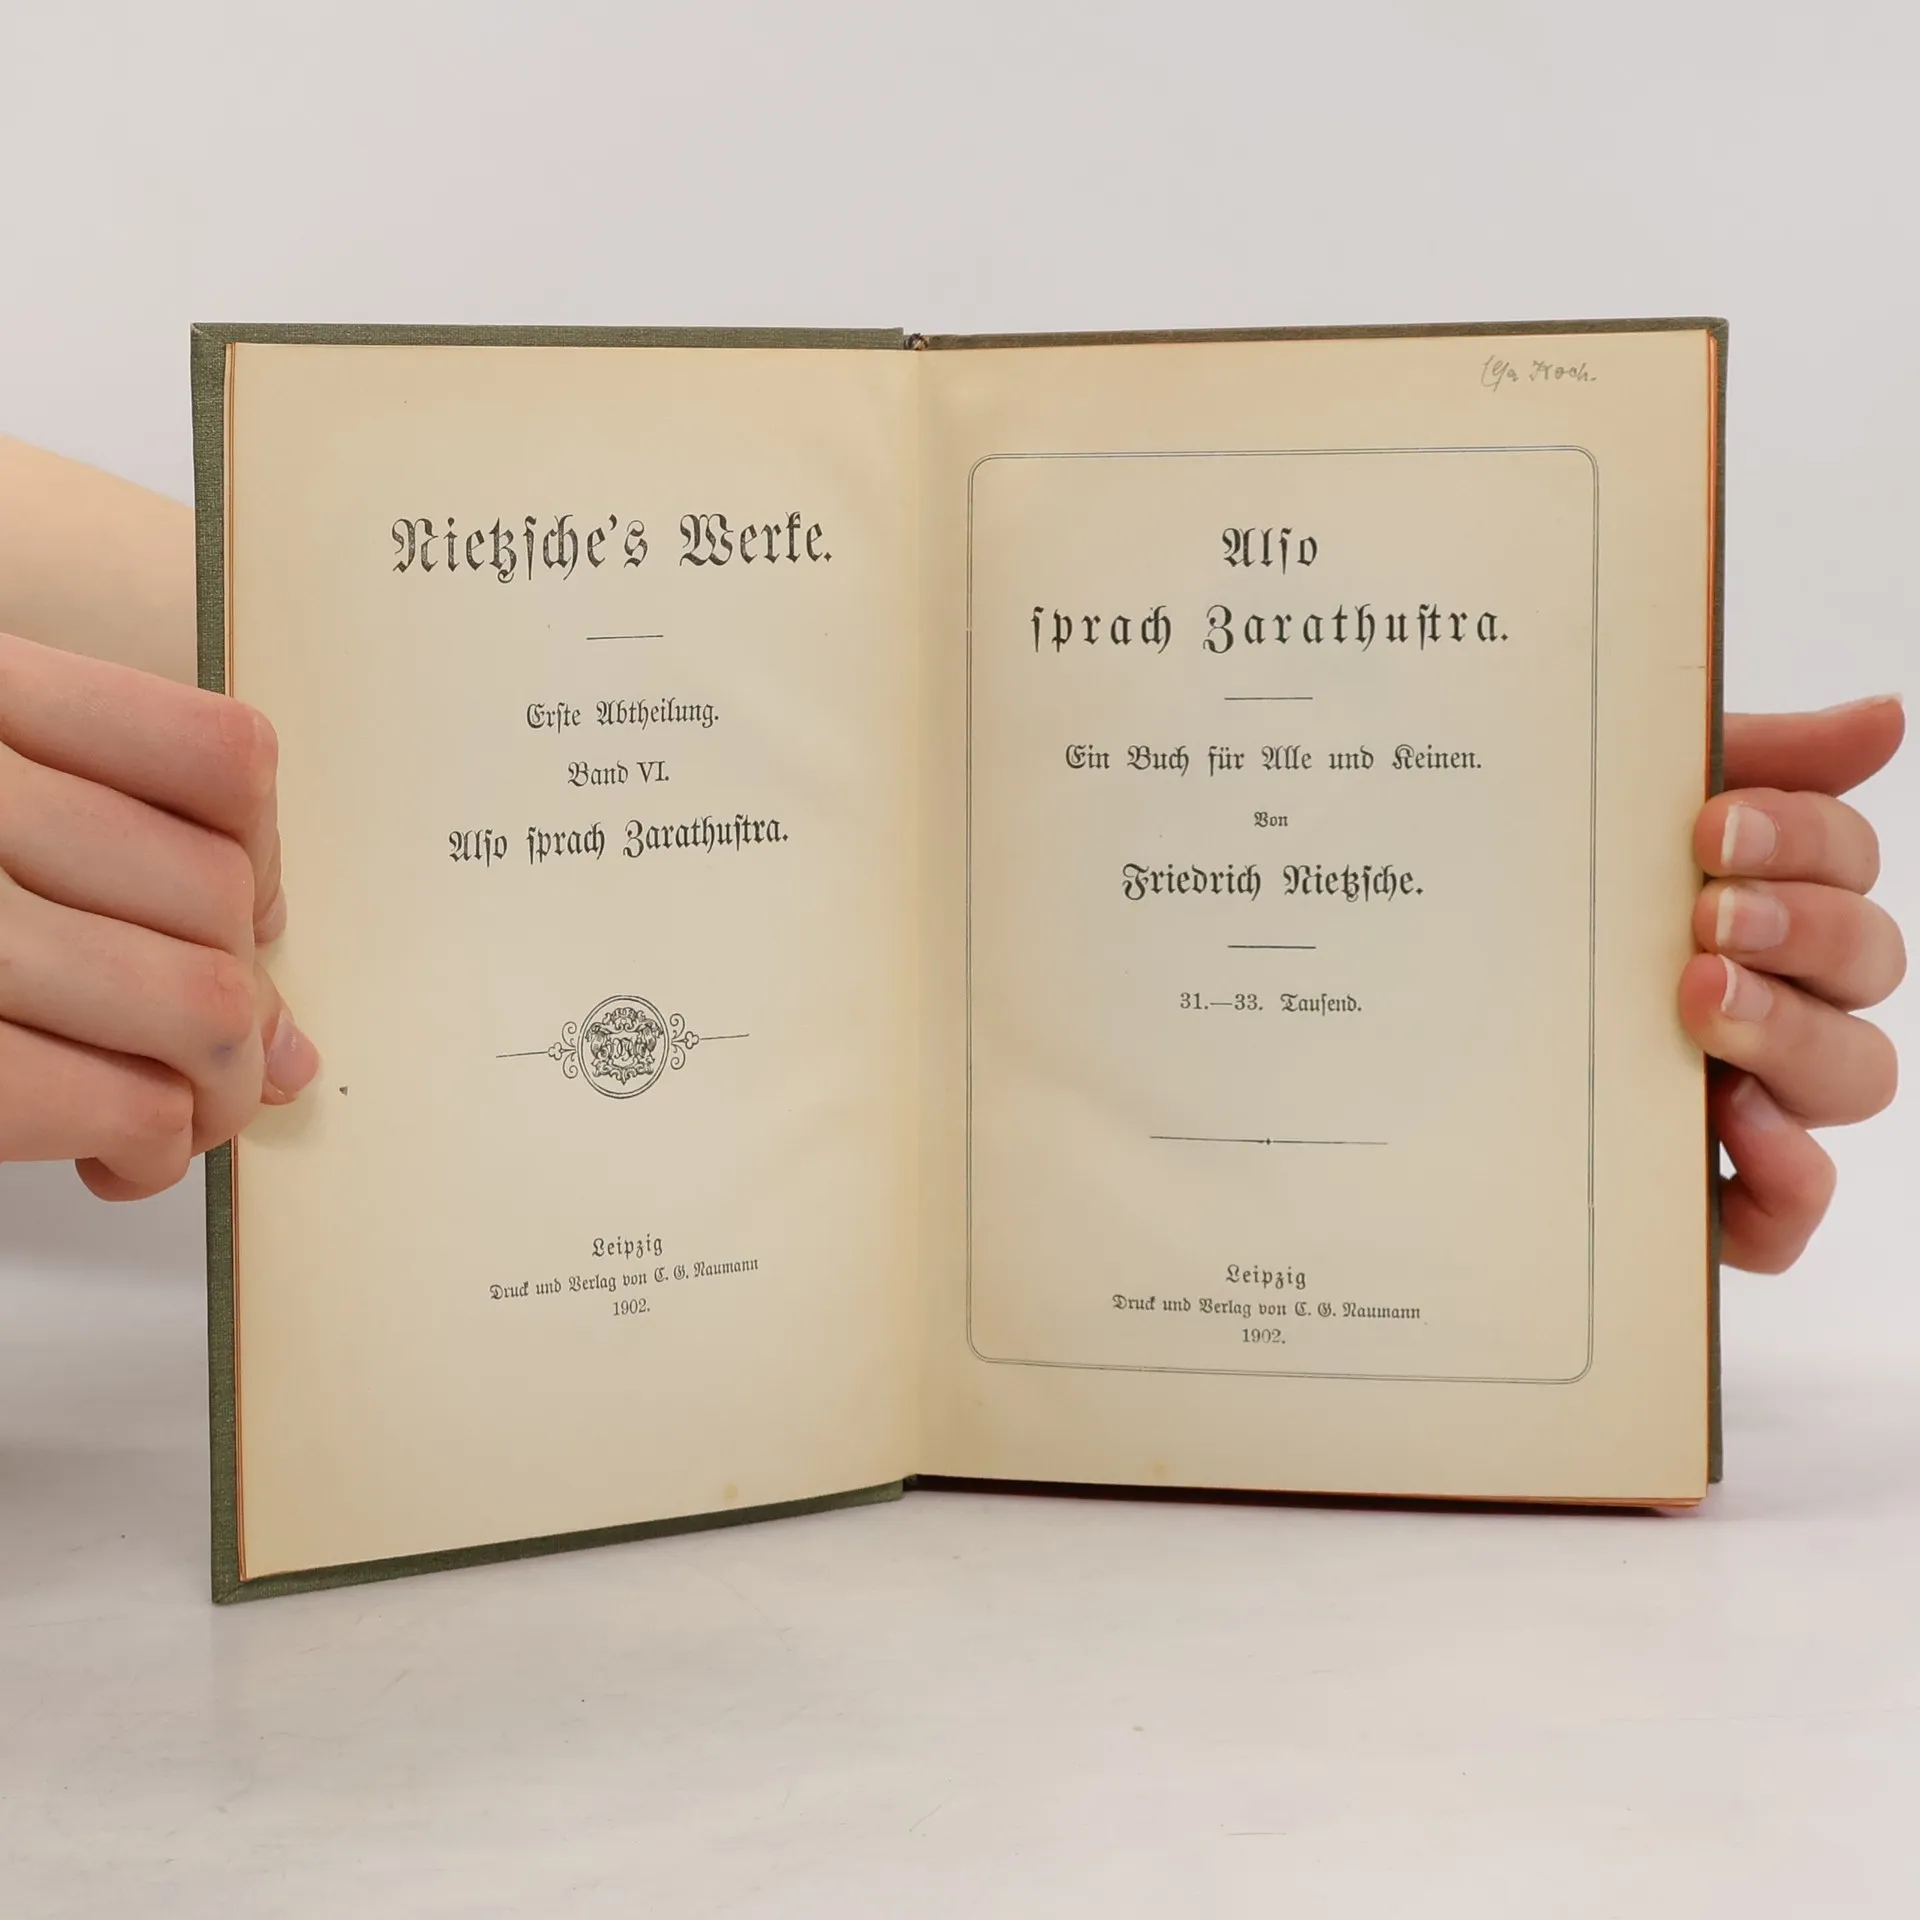 Nietzſche's Werke.
Erſte Abtheilung.
Band VI.
Alſo ſprach Zarathuſtra.
Leipzig
Druck und Verlag von C. G. Naumann
1902.
Koch.
Alſo
ſprach Zarathuſtra.
Ein Buch für Alle und Keinen.
Von
Friedrich Nietzſche.
31.—33. Tauſend.
Leipzig
Druck und Verlag von C. G. Naumann
1902.